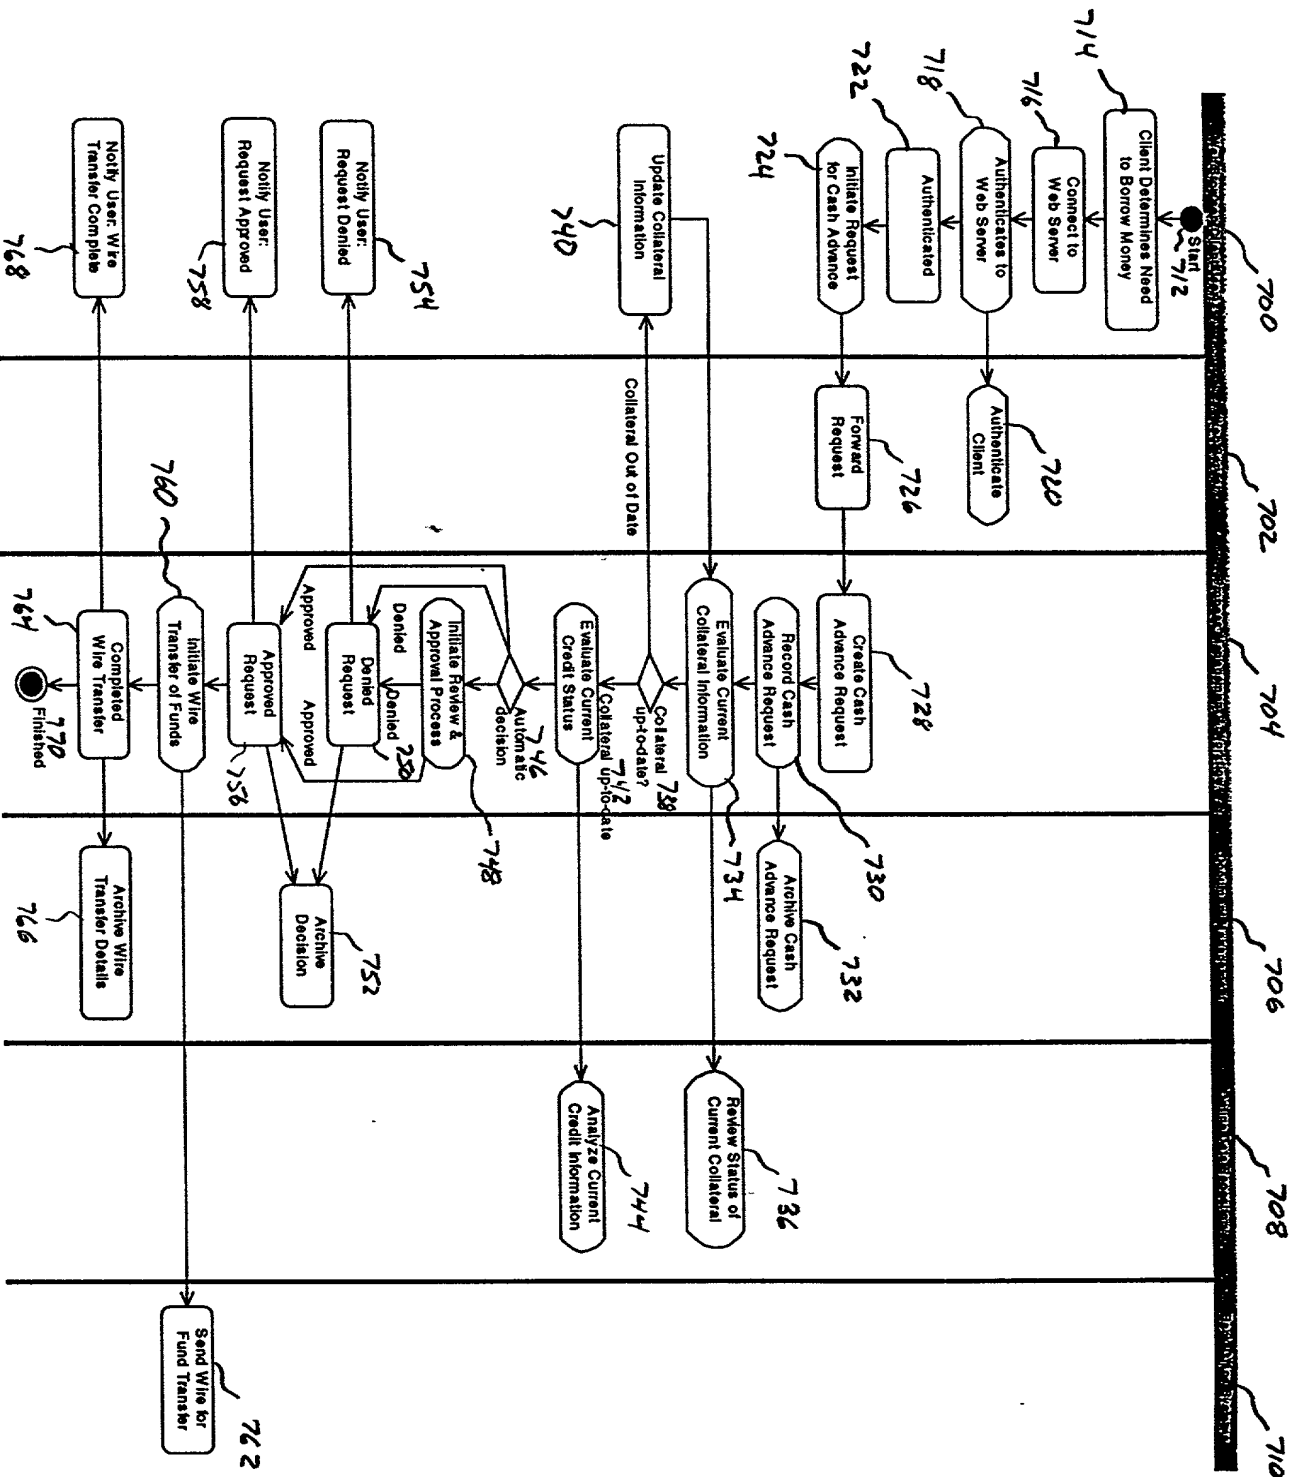 700
702
704
706
708
710
Start
712
714
Client Determines Need
to Borrow Money
716
Connect to
Web Server
718
Authenticates to
Web Server
720
Authenticate
Client
722
Authenticated
724
Initiate Request
for Cash Advance
726
Forward
Request
728
Create Cash
Advance Request
730
Record Cash
Advance Request
732
Archive Cash
Advance Request
734
Evaluate Current
Collateral Information
736
Review Status of
Current Collateral
Collateral 738
up-to-date?
Collateral Out of Date
740
Update Collateral
Information
742
Collateral up-to-date
Evaluate Current
Credit Status
744
Analyze Current
Credit Information
746
Automatic
decision
748
Initiate Review &
Approval Process
Denied
Denied
750
Denied
Request
752
Archive
Decision
754
Notify User:
Request Denied
Approved
Approved
756
Approved
Request
758
Notify User:
Request Approved
760
Initiate Wire
Transfer of Funds
762
Send Wire for
Fund Transfer
764
Completed
Wire Transfer
766
Archive Wire
Transfer Details
768
Notify User: Wire
Transfer Complete
770
Finished